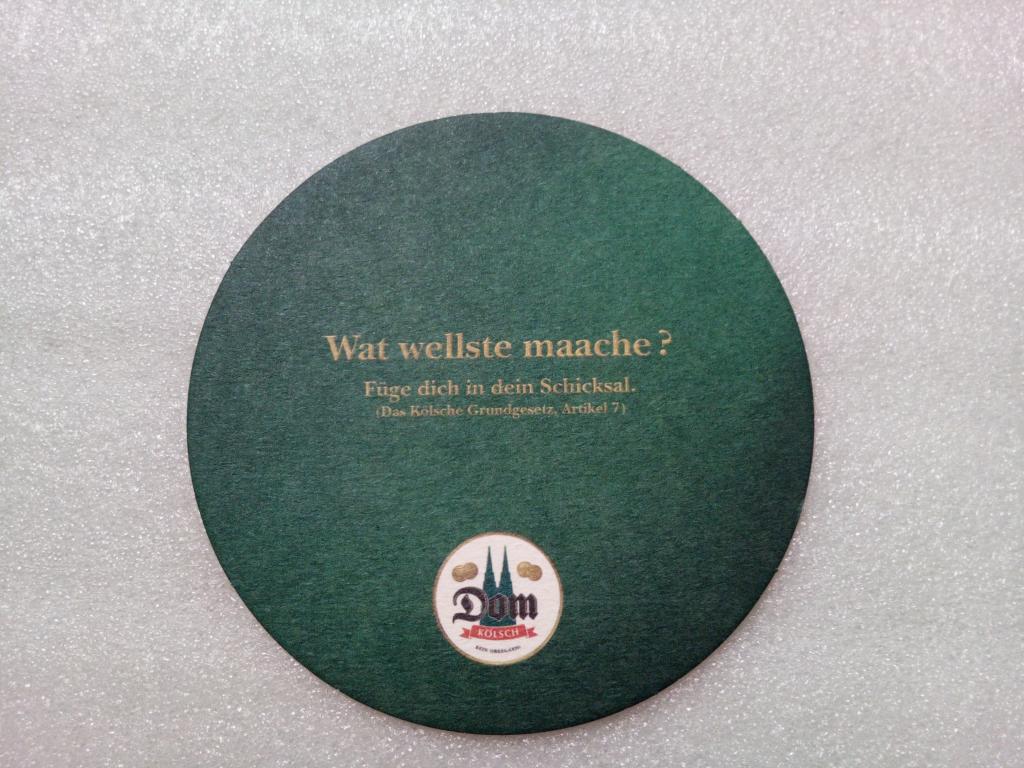 Wat wellste maache?
Füge dich in dein Schicksal.
(Das Kölsche Grundgesetz, Artikel 7)
Dom
KÖLSCH